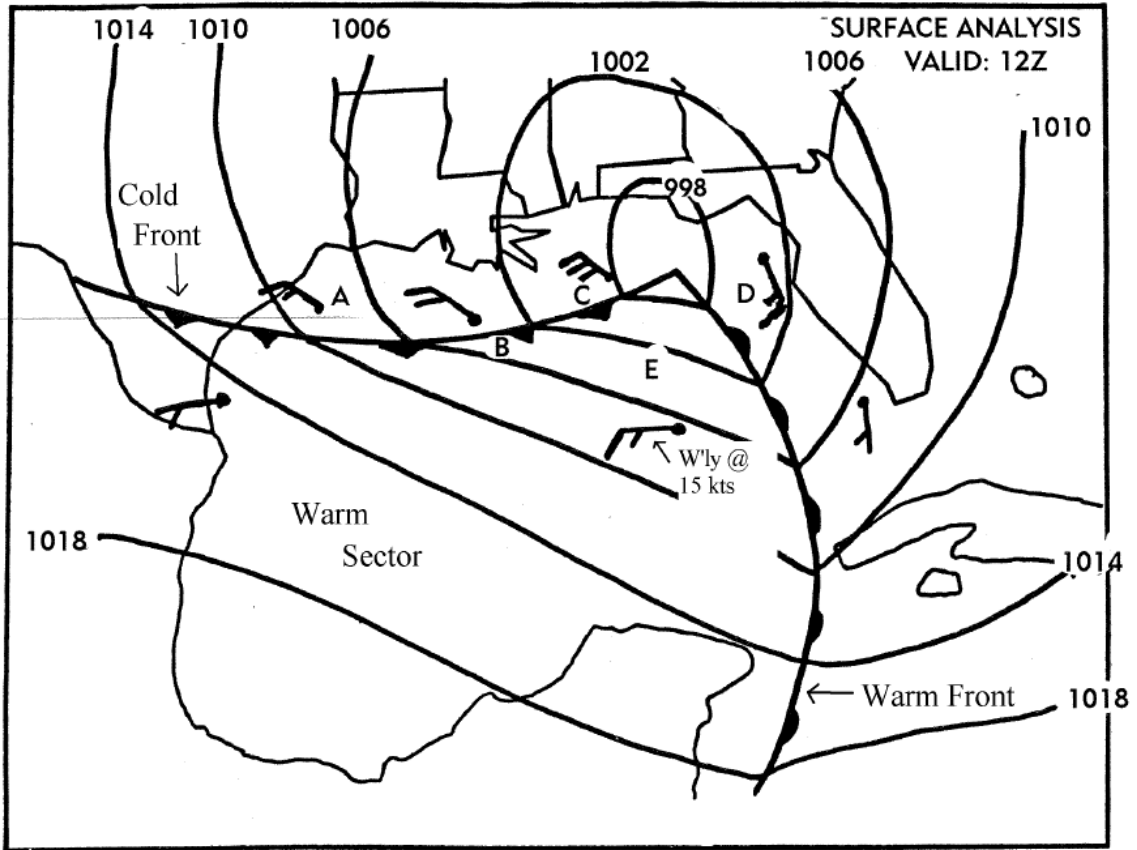 1014 1010 1006 SURFACE ANALYSIS
1002 1006 VALID: 12Z
1010
998
Cold
Front
A
C
D
B
E
W'ly @
15 kts
Warm
Sector
1018
1014
Warm Front
1018